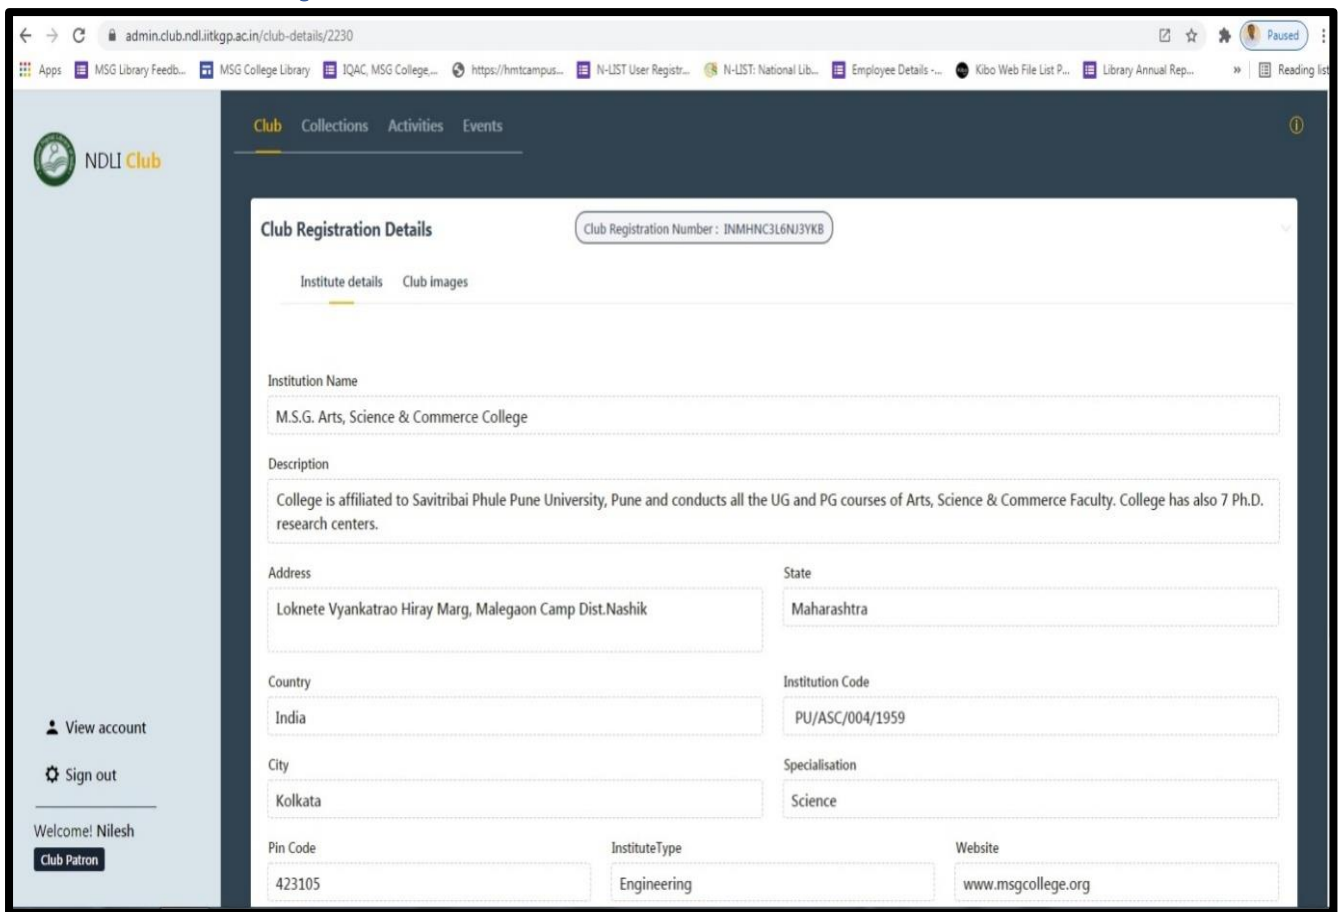 admin.club.ndl.iitkgp.ac.in/club-details/2230
Paused
Apps MSG Library Feedb... MSG College Library IQAC, MSG College,... https://hmtcampus... N-LIST User Registr... N-LIST: National Lib... Employee Details -... Kibo Web File List P... Library Annual Rep... » Reading list
NDLI Club
Club Collections Activities Events
Club Registration Details
Club Registration Number : INMHNC3L6NJ3YKB
Institute details Club images
Institution Name
M.S.G. Arts, Science & Commerce College
Description
College is affiliated to Savitribai Phule Pune University, Pune and conducts all the UG and PG courses of Arts, Science & Commerce Faculty. College has also 7 Ph.D.
research centers.
Address State
Loknete Vyankatrao Hiray Marg, Malegaon Camp Dist.Nashik Maharashtra
Country Institution Code
India PU/ASC/004/1959
City Specialisation
Kolkata Science
Pin Code InstituteType Website
423105 Engineering www.msgcollege.org
View account
Sign out
Welcome! Nilesh
Club Patron